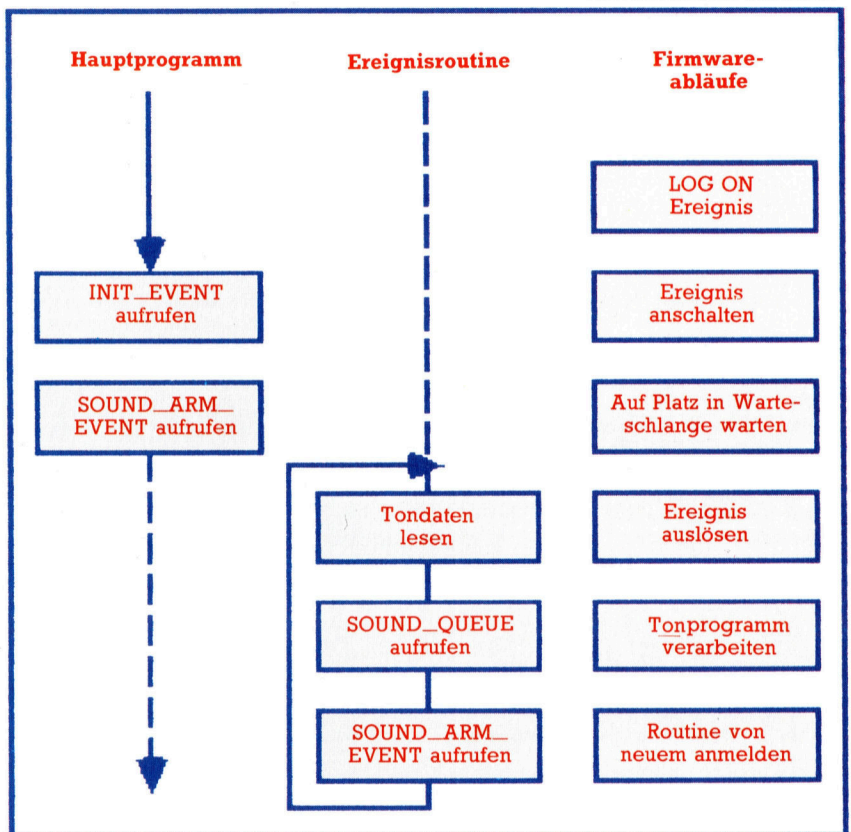 Hauptprogramm
INIT_EVENT
aufrufen
SOUND_ARM_
EVENT aufrufen
Ereignisroutine
Tondaten
lesen
SOUND_QUEUE
aufrufen
SOUND_ARM_
EVENT aufrufen
Firmware-
abläufe
LOG ON
Ereignis
Ereignis
anschalten
Auf Platz in Warte-
schlange warten
Ereignis
auslösen
Tonprogramm
verarbeiten
Routine von
neuem anmelden